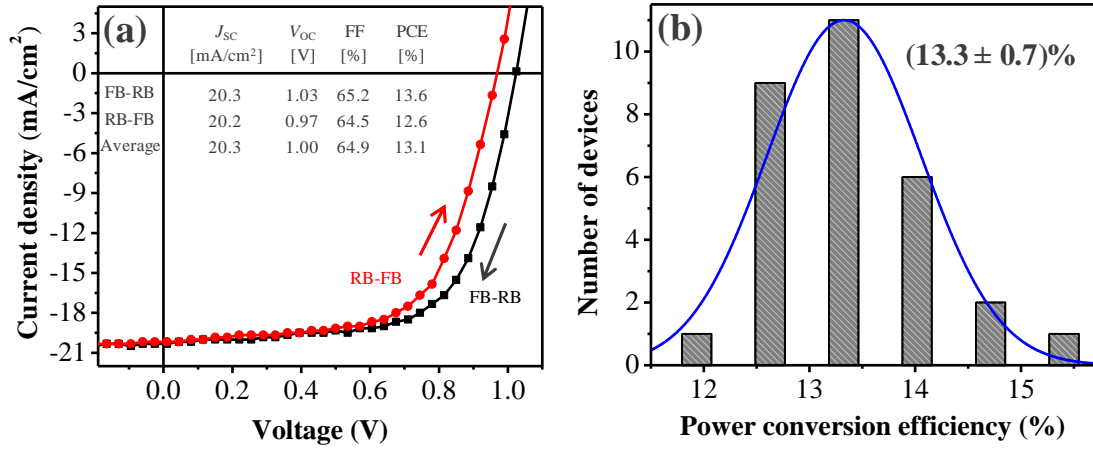 (a)
J_SC V_OC FF PCE
[mA/cm²] [V] [%] [%]
FB-RB 20.3 1.03 65.2 13.6
RB-FB 20.2 0.97 64.5 12.6
Average 20.3 1.00 64.9 13.1
3
0
-3
-6
-9
-12
-15
-18
-21
Current density (mA/cm²)
RB-FB
FB-RB
0.0 0.2 0.4 0.6 0.8 1.0
Voltage (V)
(b)
(13.3 ± 0.7)%
10
8
6
4
2
0
Number of devices
12 13 14 15
Power conversion efficiency (%)